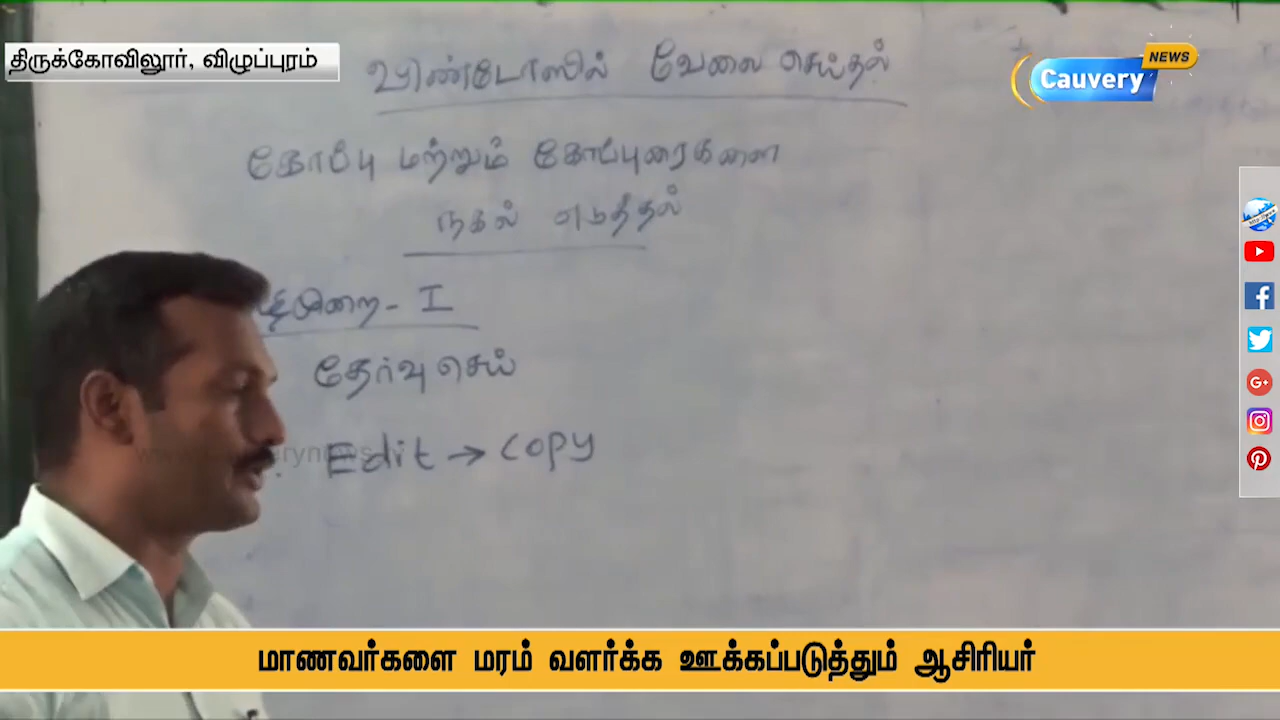 திருக்கோவிலூர், விழுப்புரம்
Cauvery NEWS
விண்டோஸில் வேலை செய்தல்
கோப்பு மற்றும் கோப்புரைகளை
நகல் எடுத்தல்
- I
தேர்வு செய்
Edit → Copy
மாணவர்களை மரம் வளர்க்க ஊக்கப்படுத்தும் ஆசிரியர்